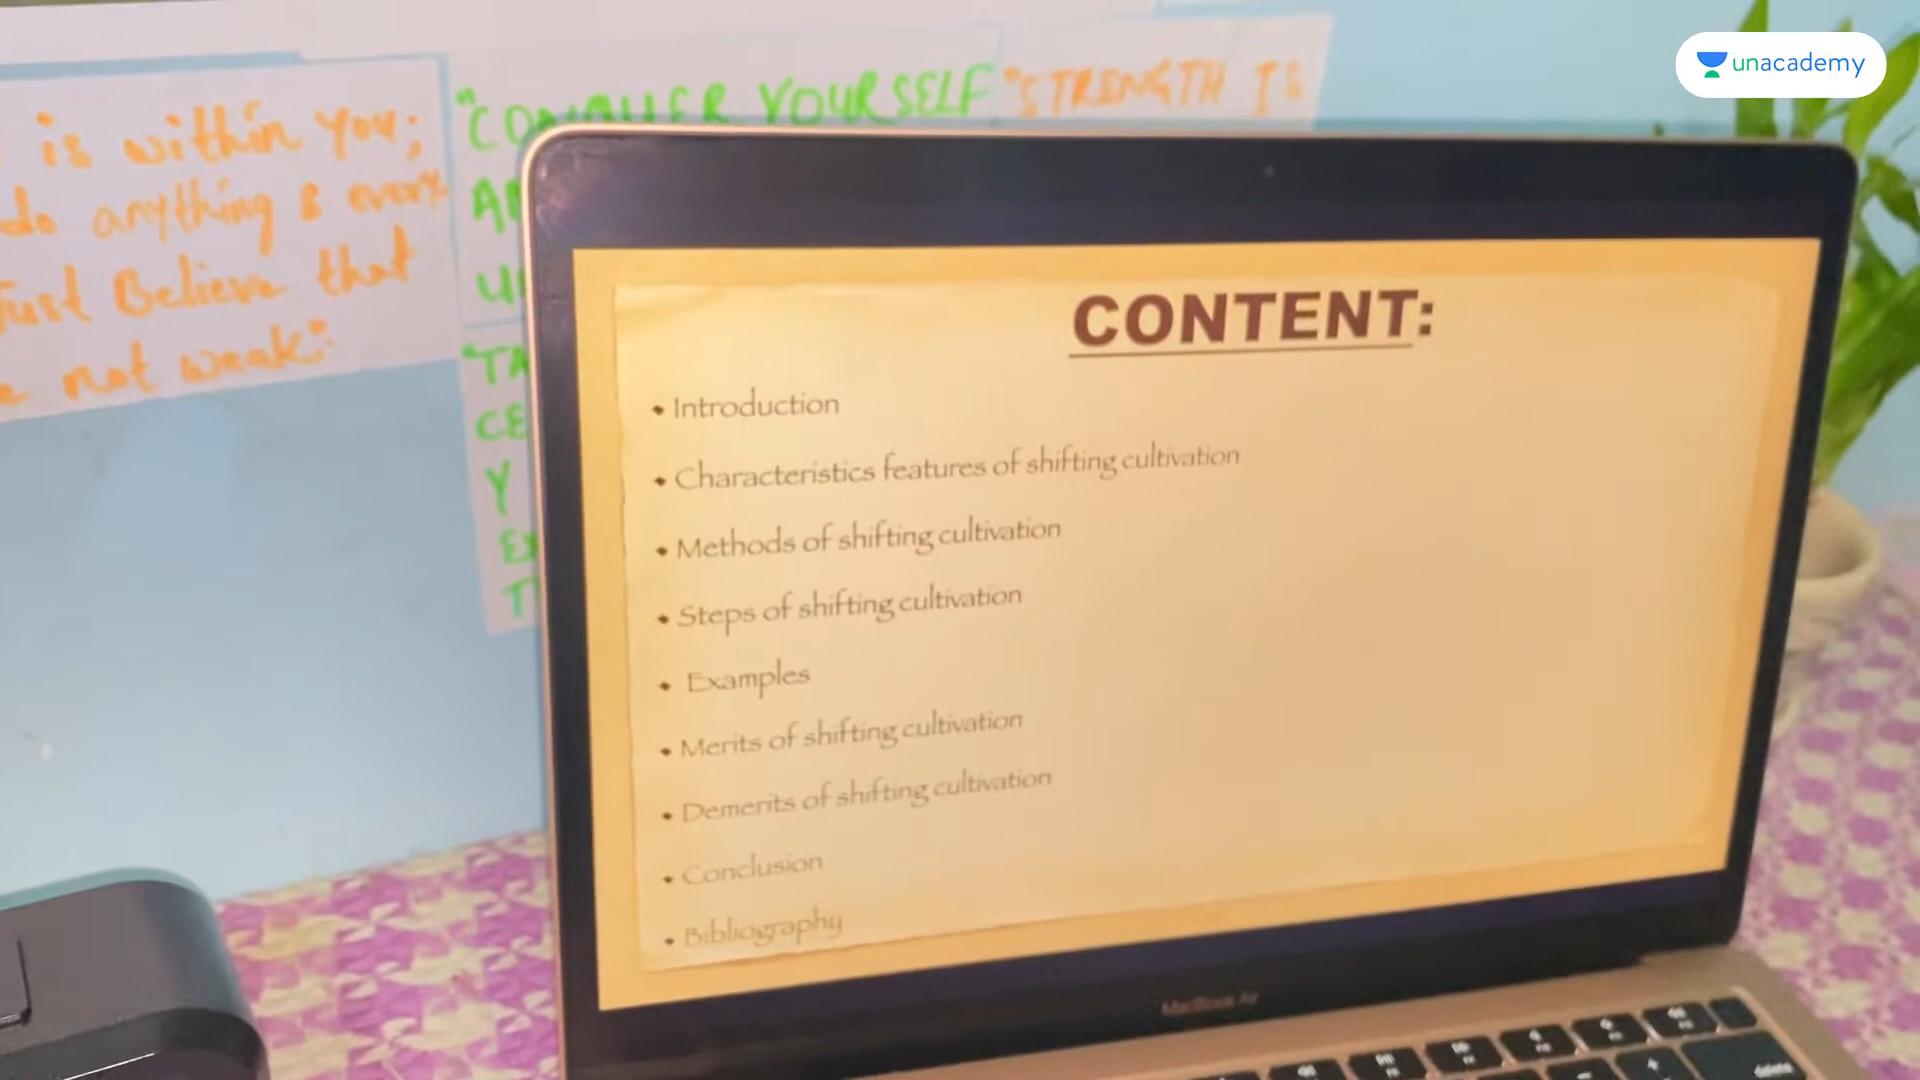 unacademy
is within you;
do anything & every
Just Believe that
not weak".
"CONQUER YOURSELF
"STRENGTH IS
CONTENT:
• Introduction
• Characteristics features of shifting cultivation
• Methods of shifting cultivation
• Steps of shifting cultivation
• Examples
• Merits of shifting cultivation
• Demerits of shifting cultivation
• Conclusion
• Bibliography
MacBook Air
delete